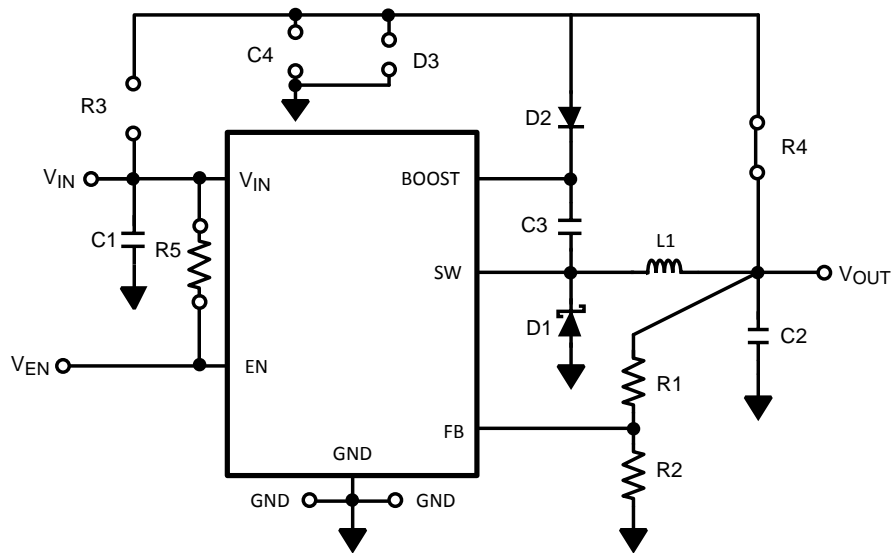 C4
D3
R3
D2
R4
VIN
VIN
BOOST
C3
C1
R5
L1
SW
VOUT
D1
C2
VEN
EN
R1
FB
GND
R2
GND
GND